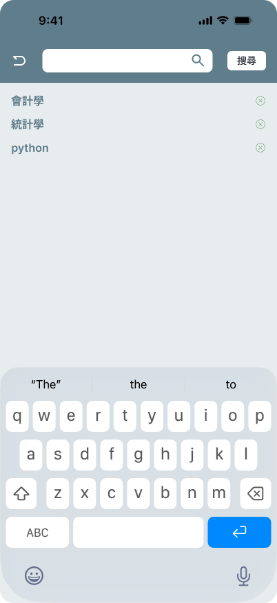 9:41
搜尋
會計學
統計學
python
“The”
the
to
q w e r t y u i o p
a s d f g h j k l
z x c v b n m
ABC